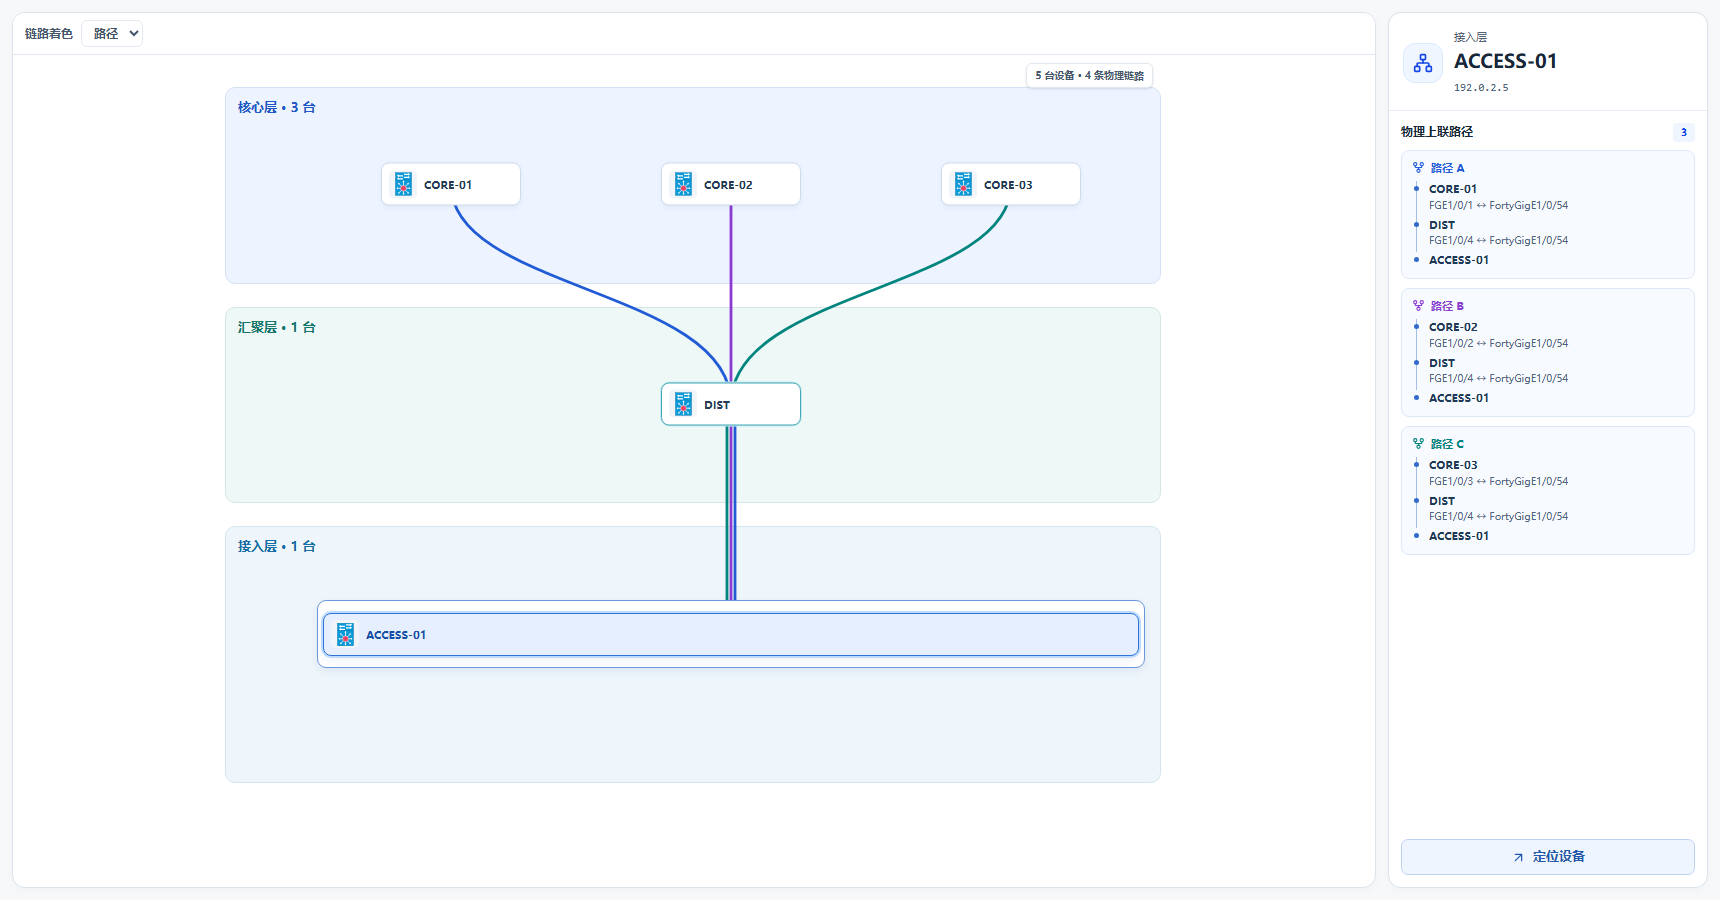 链路着色 路径
5 台设备 • 4 条物理链路
核心层 • 3 台
CORE-01
CORE-02
CORE-03
汇聚层 • 1 台
DIST
接入层 • 1 台
ACCESS-01
接入层
ACCESS-01
192.0.2.5
物理上联路径 3
路径 A
CORE-01
FGE1/0/1 ↔ FortyGigE1/0/54
DIST
FGE1/0/4 ↔ FortyGigE1/0/54
ACCESS-01
路径 B
CORE-02
FGE1/0/2 ↔ FortyGigE1/0/54
DIST
FGE1/0/4 ↔ FortyGigE1/0/54
ACCESS-01
路径 C
CORE-03
FGE1/0/3 ↔ FortyGigE1/0/54
DIST
FGE1/0/4 ↔ FortyGigE1/0/54
ACCESS-01
定位设备